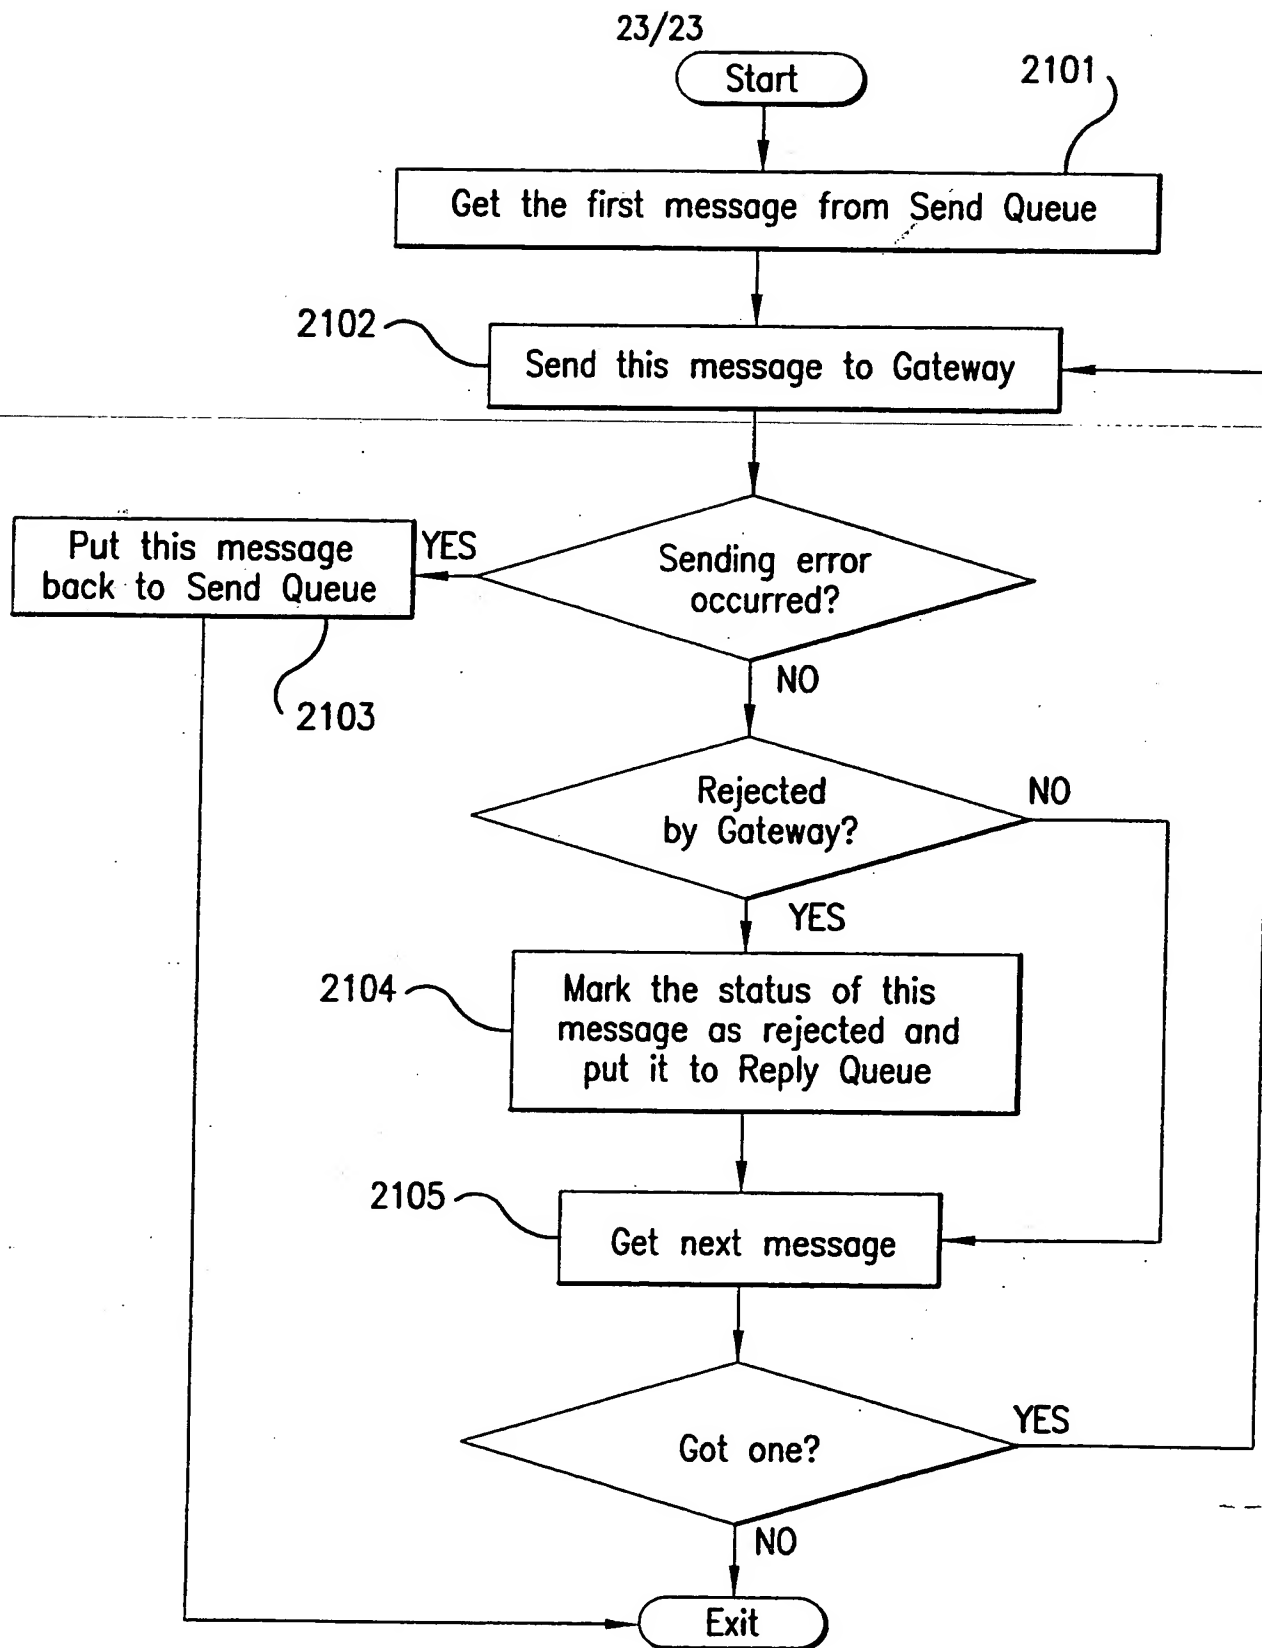 23/23
Start
2101
Get the first message from Send Queue
2102
Send this message to Gateway
Put this message
back to Send Queue
YES
Sending error
occurred?
2103
NO
Rejected
by Gateway?
NO
YES
2104
Mark the status of this
message as rejected and
put it to Reply Queue
2105
Get next message
Got one?
YES
NO
Exit